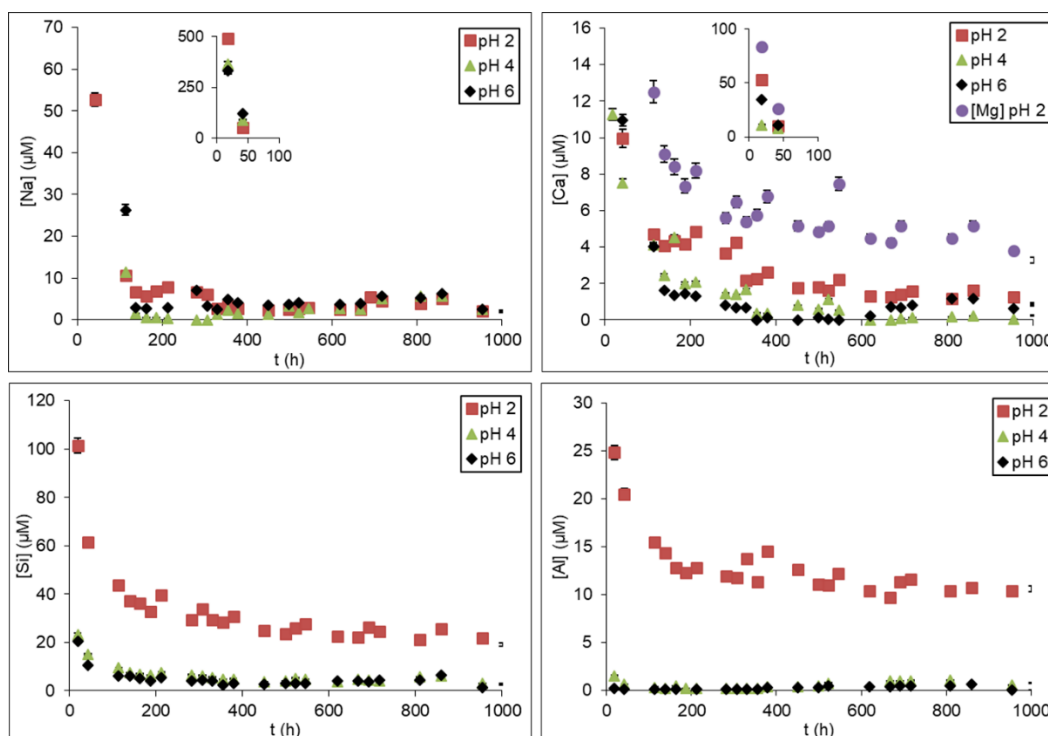 70
60
50
40
30
20
10
0
[Na] (µM)
500
250
0
0 50 100
pH 2
pH 4
pH 6
0 200 400 600 800 1000
t (h)
16
14
12
10
8
6
4
2
0
[Ca] (µM)
100
50
0
0 50 100
pH 2
pH 4
pH 6
[Mg] pH 2
0 200 400 600 800 1000
t (h)
120
100
80
60
40
20
0
[Si] (µM)
pH 2
pH 4
pH 6
0 200 400 600 800 1000
t (h)
30
25
20
15
10
5
0
[Al] (µM)
pH 2
pH 4
pH 6
0 200 400 600 800 1000
t (h)